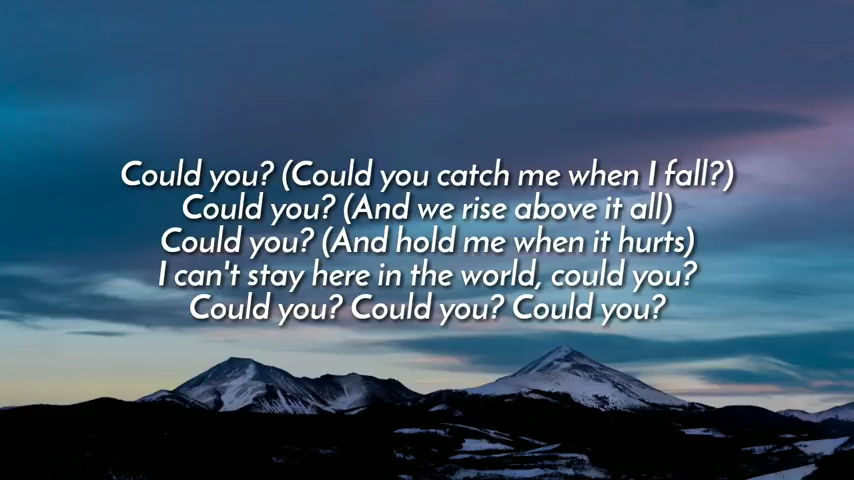 Could you? (Could you catch me when I fall?)
Could you? (And we rise above it all)
Could you? (And hold me when it hurts)
I can't stay here in the world, could you?
Could you? Could you? Could you?